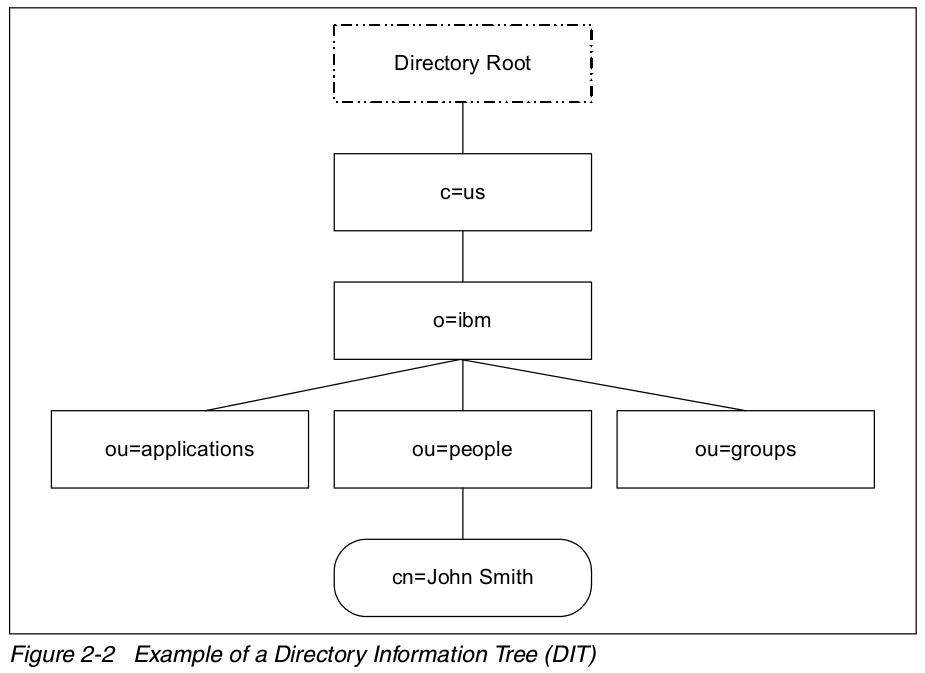 Directory Root
c=us
o=ibm
ou=applications
ou=people
ou=groups
cn=John Smith
Figure 2-2 Example of a Directory Information Tree (DIT)